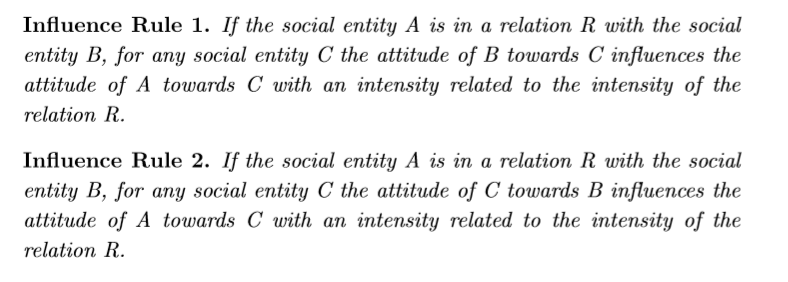 Influence Rule 1. If the social entity A is in a relation R with the social
entity B, for any social entity C the attitude of B towards C influences the
attitude of A towards C with an intensity related to the intensity of the
relation R.
Influence Rule 2. If the social entity A is in a relation R with the social
entity B, for any social entity C the attitude of C towards B influences the
attitude of A towards C with an intensity related to the intensity of the
relation R.